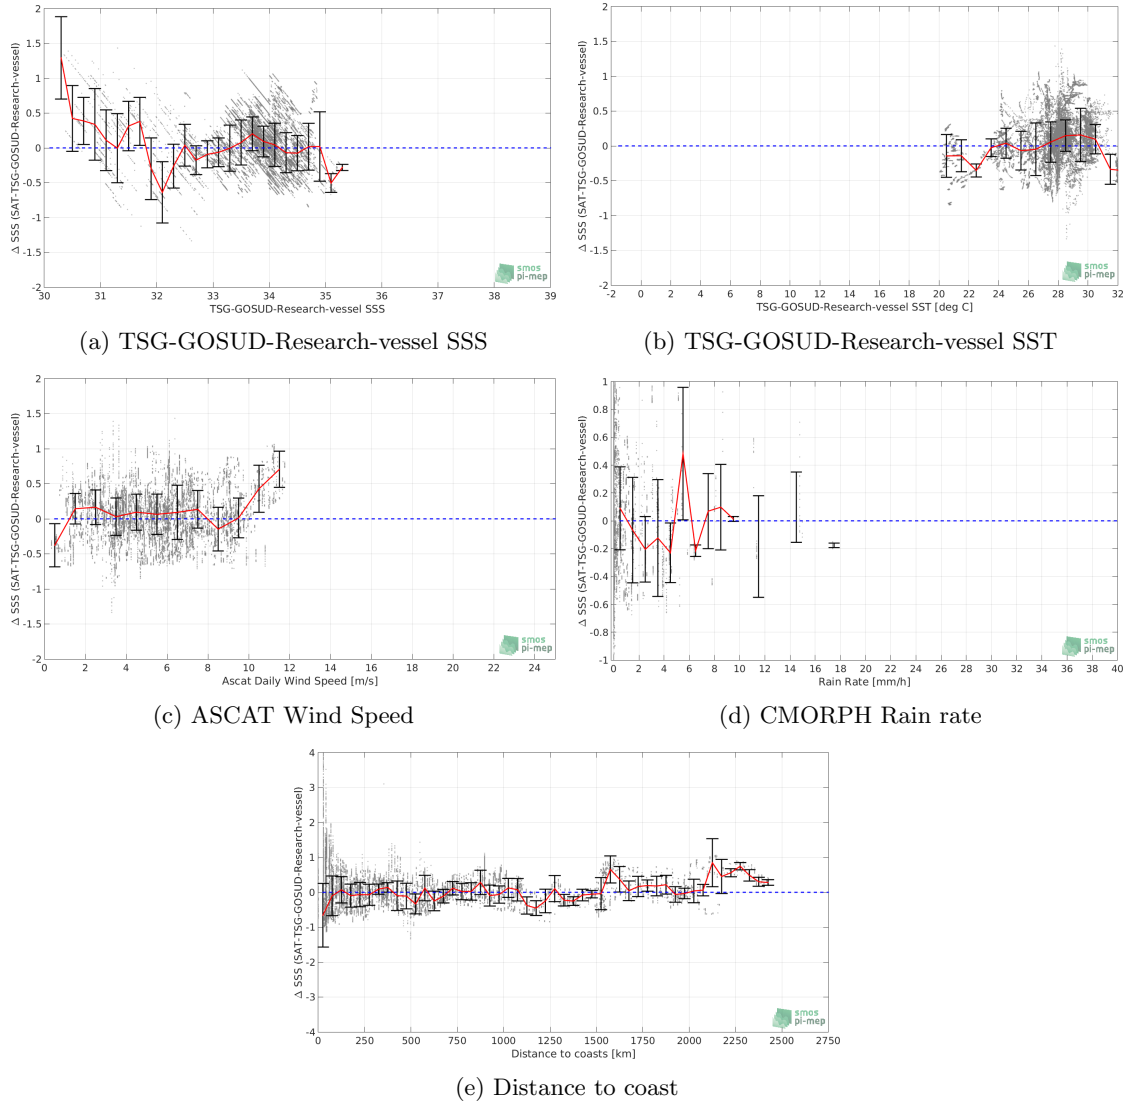 2
1.5
1
0.5
0
-0.5
-1
-1.5
-2
Δ SSS (SAT-TSG-GOSUD-Research-vessel)
30 31 32 33 34 35 36 37 38 39
TSG-GOSUD-Research-vessel SSS
smos
pi-mep
(a) TSG-GOSUD-Research-vessel SSS
2
1.5
1
0.5
0
-0.5
-1
-1.5
-2
Δ SSS (SAT-TSG-GOSUD-Research-vessel)
-2 0 2 4 6 8 10 12 14 16 18 20 22 24 26 28 30 32
TSG-GOSUD-Research-vessel SST [deg C]
smos
pi-mep
(b) TSG-GOSUD-Research-vessel SST
2
1.5
1
0.5
0
-0.5
-1
-1.5
-2
Δ SSS (SAT-TSG-GOSUD-Research-vessel)
0 2 4 6 8 10 12 14 16 18 20 22 24
Ascat Daily Wind Speed [m/s]
smos
pi-mep
(c) ASCAT Wind Speed
1
0.8
0.6
0.4
0.2
0
-0.2
-0.4
-0.6
-0.8
-1
Δ SSS (SAT-TSG-GOSUD-Research-vessel)
0 2 4 6 8 10 12 14 16 18 20 22 24 26 28 30 32 34 36 38 40
Rain Rate [mm/h]
smos
pi-mep
(d) CMORPH Rain rate
4
3
2
1
0
-1
-2
-3
-4
Δ SSS (SAT-TSG-GOSUD-Research-vessel)
0 250 500 750 1000 1250 1500 1750 2000 2250 2500 2750
Distance to coasts [km]
smos
pi-mep
(e) Distance to coast